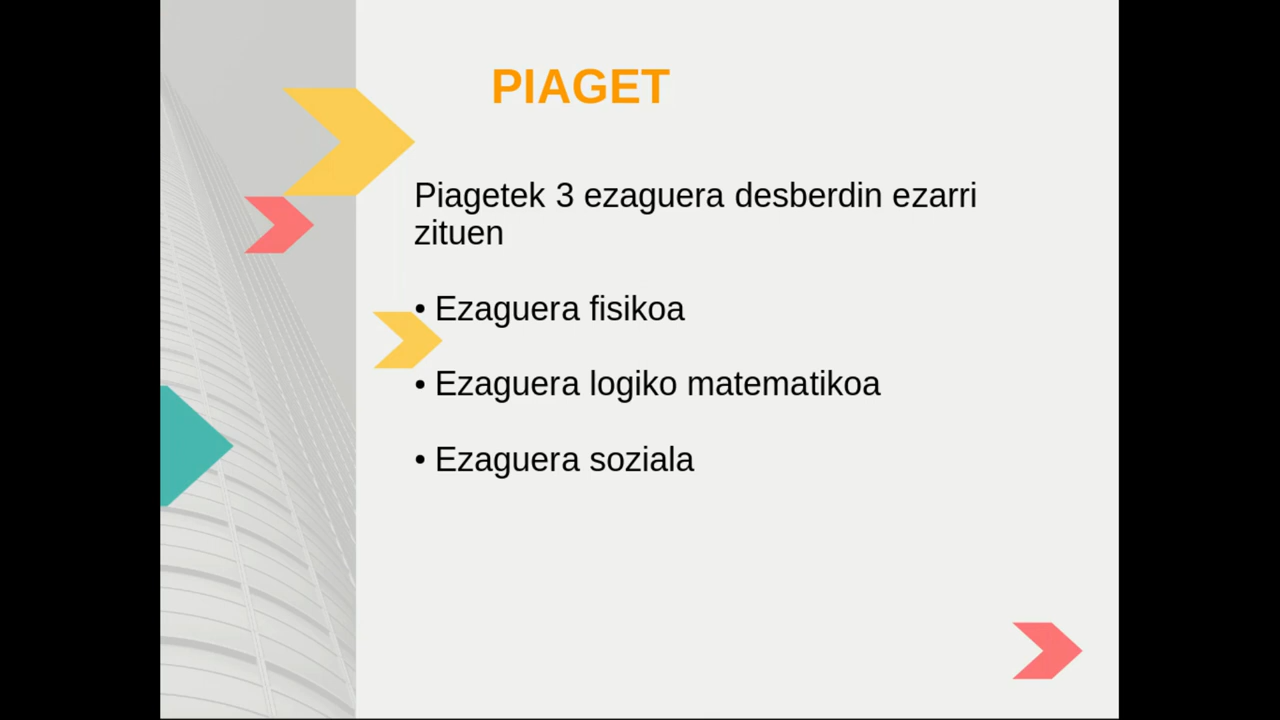 PIAGET
Piagetek 3 ezaguera desberdin ezarri
zituen
• Ezaguera fisikoa
• Ezaguera logiko matematikoa
• Ezaguera soziala